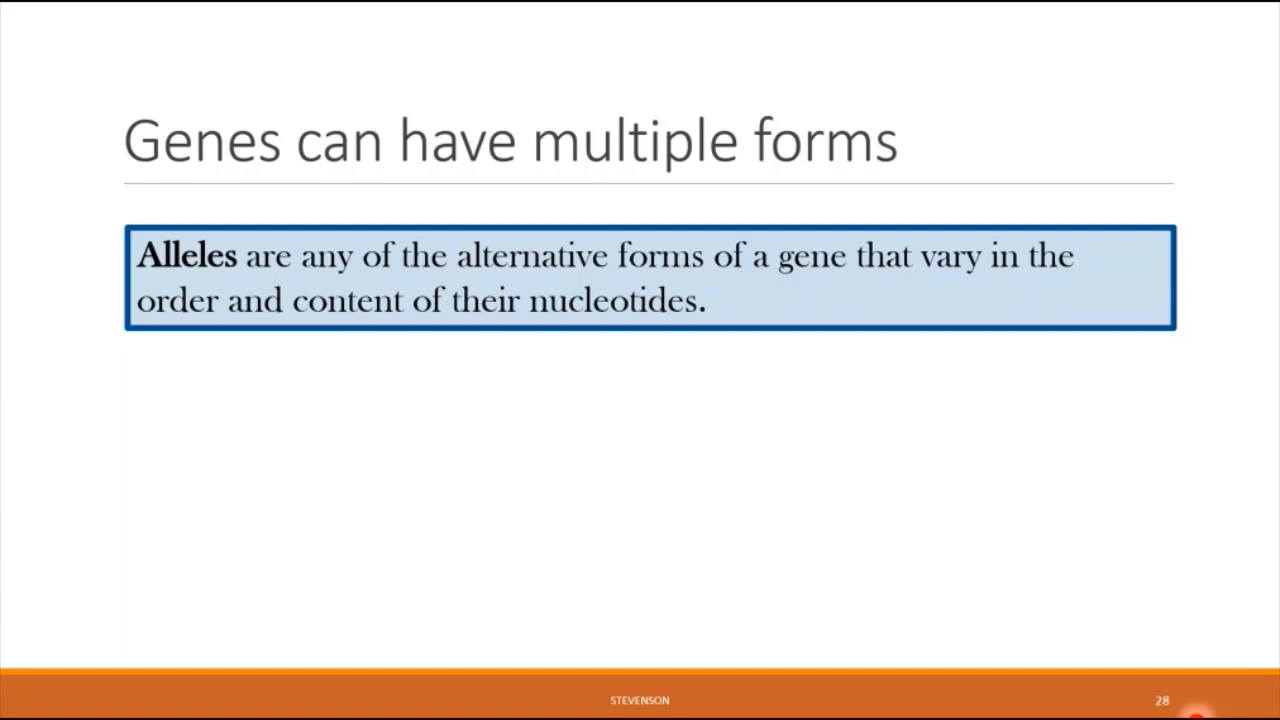 Genes can have multiple forms
Alleles are any of the alternative forms of a gene that vary in the
order and content of their nucleotides.
STEVENSON
28